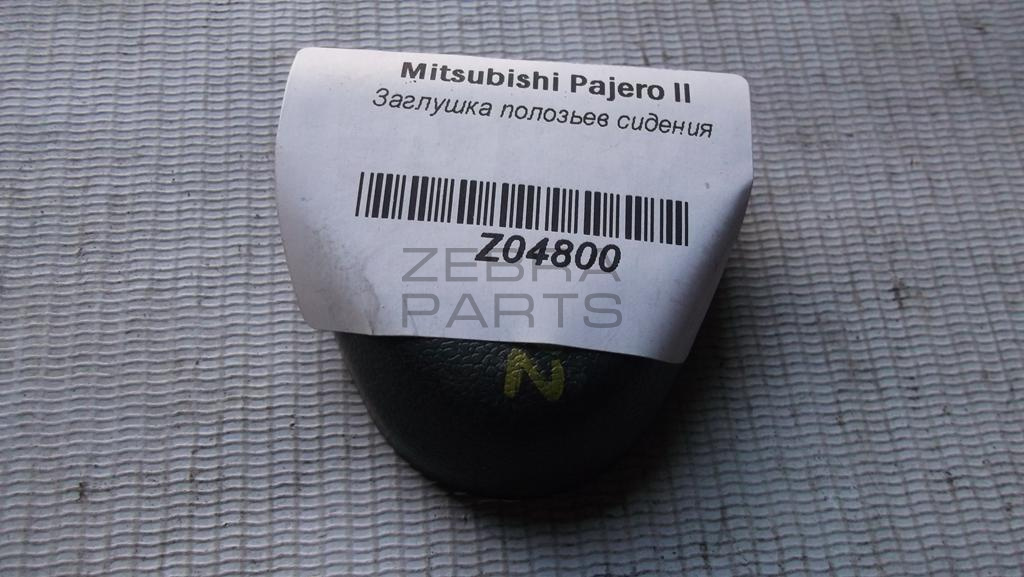 Mitsubishi Pajero II
Заглушка полозьев сидения
Z04800
ZEBRA
PARTS
N